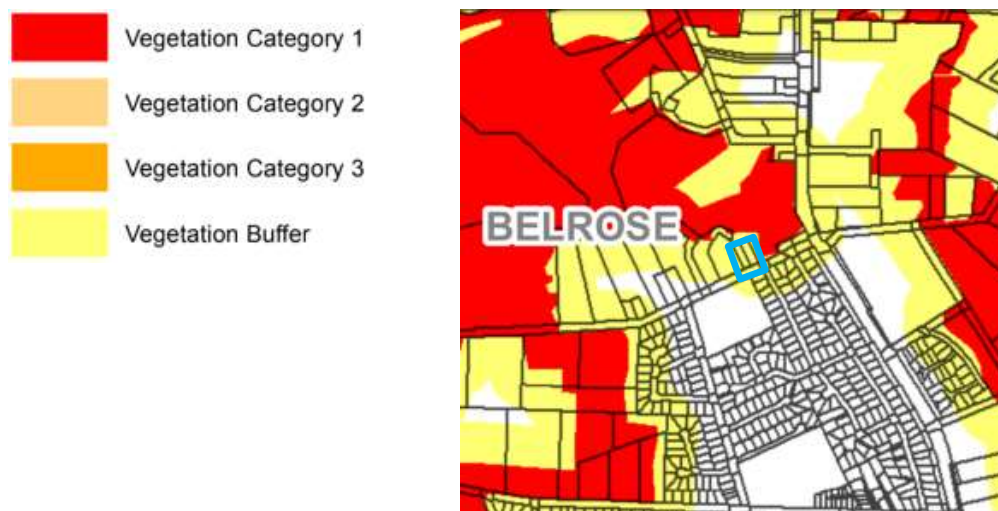 Vegetation Category 1
Vegetation Category 2
Vegetation Category 3
Vegetation Buffer
BELROSE